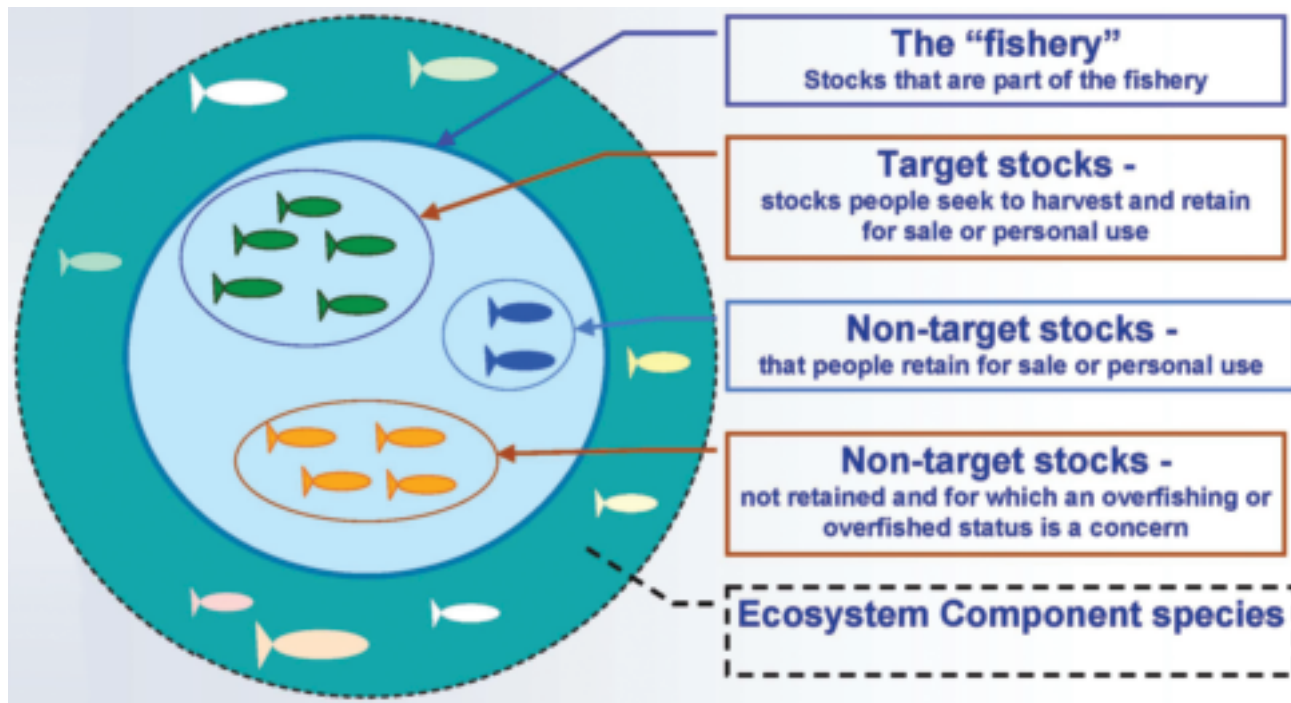 The “fishery”
Stocks that are part of the fishery
Target stocks -
stocks people seek to harvest and retain
for sale or personal use
Non-target stocks -
that people retain for sale or personal use
Non-target stocks -
not retained and for which an overfishing or
overfished status is a concern
Ecosystem Component species